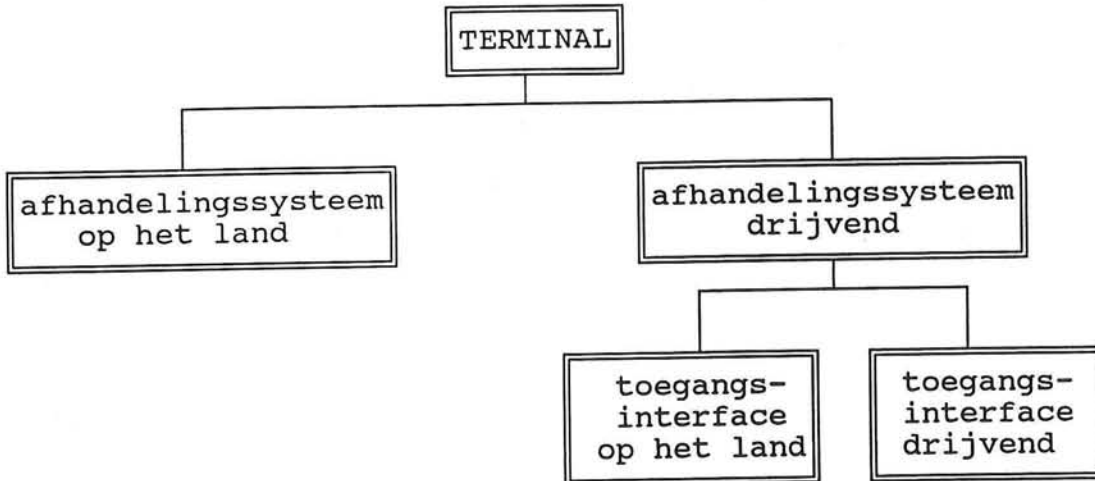 TERMINAL
afhandelingssysteem
op het land
afhandelingssysteem
drijvend
toegangs-
interface
op het land
toegangs-
interface
drijvend